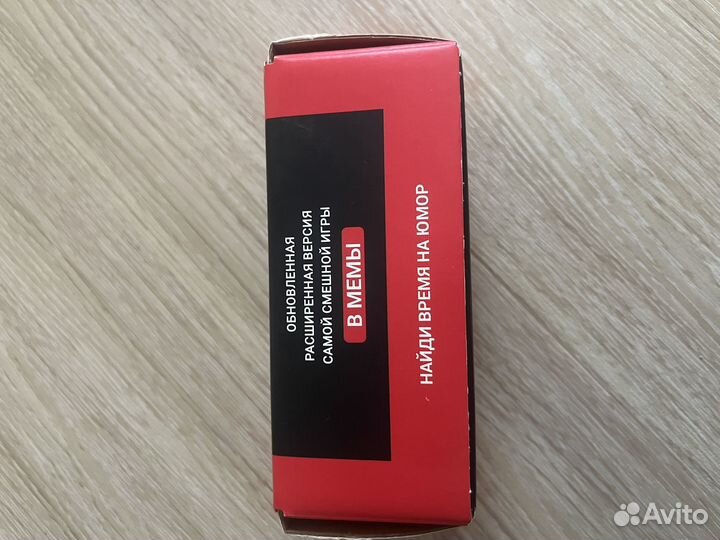 ОБНОВЛЕННАЯ
РАСШИРЕННАЯ ВЕРСИЯ
САМОЙ СМЕШНОЙ ИГРЫ
В МЕМЫ
НАЙДИ ВРЕМЯ НА ЮМОР
Avito